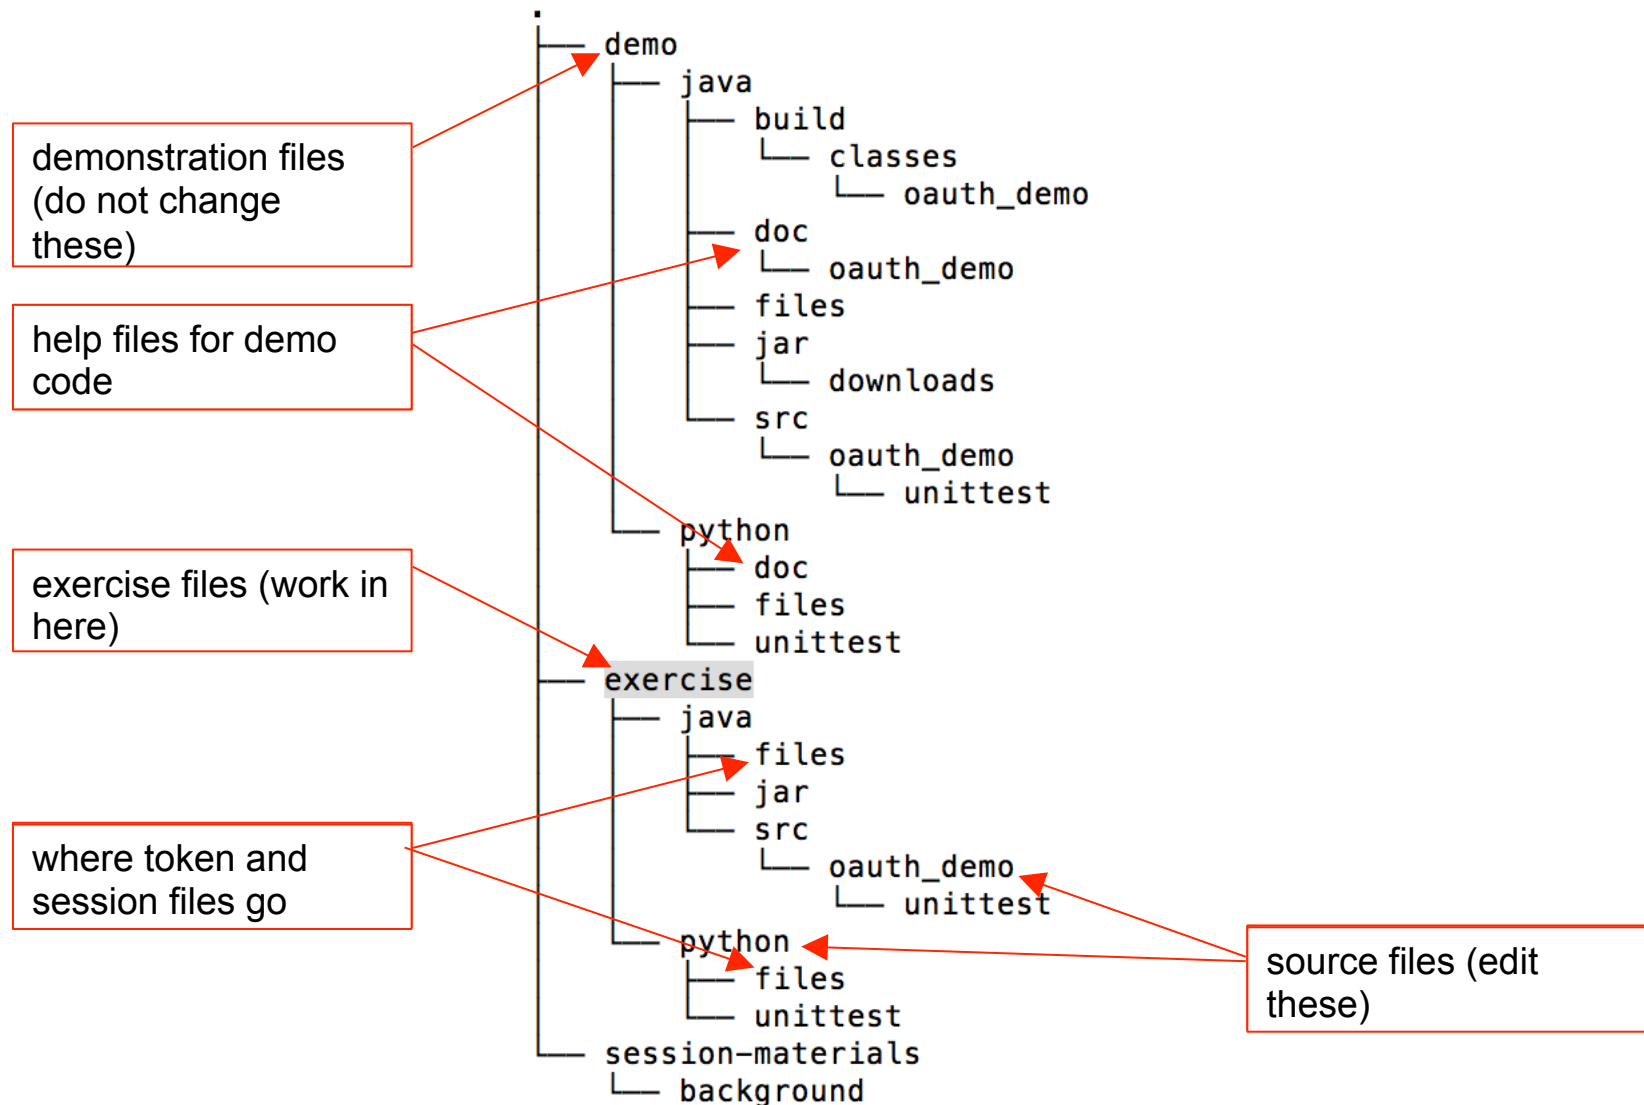 .
demo
java
build
classes
oauth_demo
doc
oauth_demo
files
jar
downloads
src
oauth_demo
unittest
python
doc
files
unittest
exercise
java
files
jar
src
oauth_demo
unittest
python
files
unittest
session-materials
background
demonstration files
(do not change
these)
help files for demo
code
exercise files (work in
here)
where token and
session files go
source files (edit
these)